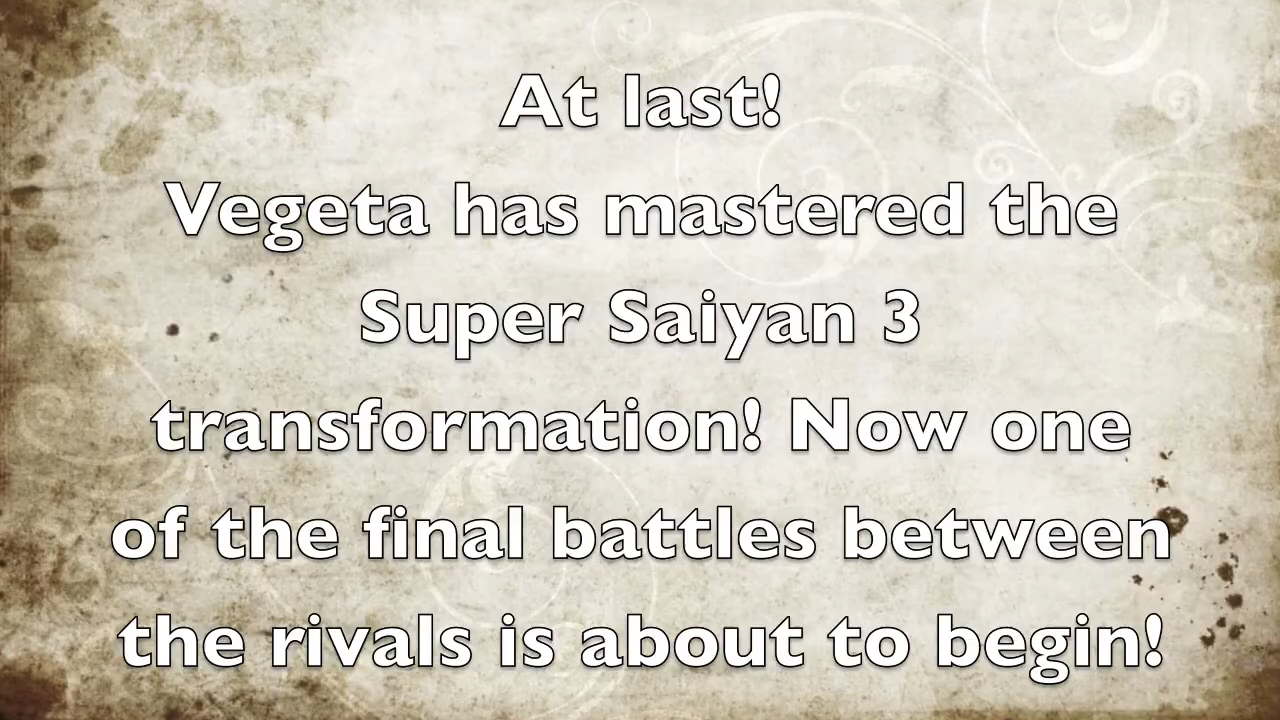 At last!
Vegeta has mastered the
Super Saiyan 3
transformation! Now one
of the final battles between
the rivals is about to begin!